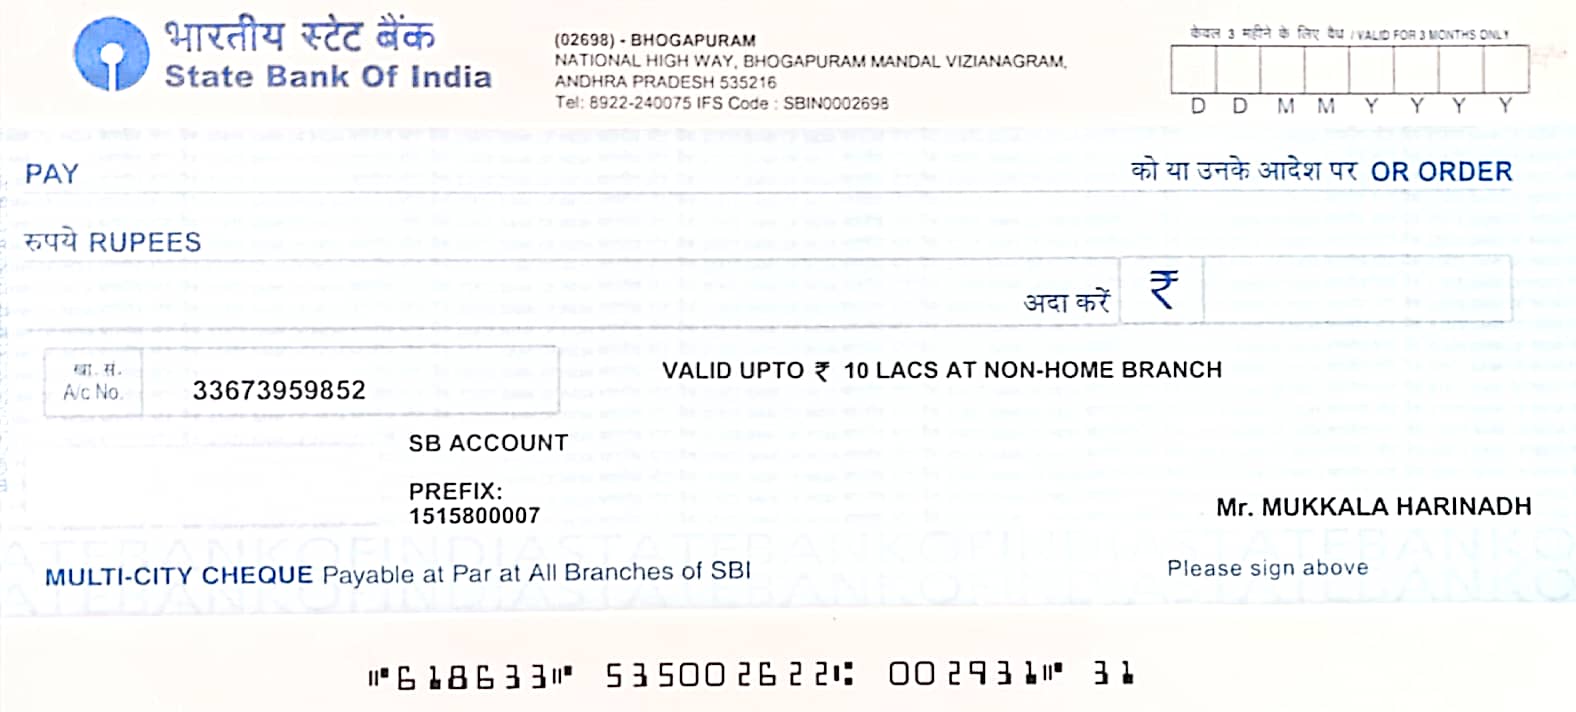 भारतीय स्टेट बैंक
State Bank Of India
(02698) - BHOGAPURAM
NATIONAL HIGH WAY, BHOGAPURAM MANDAL VIZIANAGRAM,
ANDHRA PRADESH 535216
Tel: 8922-240075 IFS Code : SBIN0002698
केवल 3 महीने के लिए वैध / VALID FOR 3 MONTHS ONLY
D D M M Y Y Y Y
PAY को या उनके आदेश पर OR ORDER
रुपये RUPEES
अदा करें ₹
खा. सं.
A/c No. 33673959852
VALID UPTO ₹ 10 LACS AT NON-HOME BRANCH
SB ACCOUNT
PREFIX:
1515800007
Mr. MUKKALA HARINADH
MULTI-CITY CHEQUE Payable at Par at All Branches of SBI
Please sign above
⑈618633⑈ 535002622⑆ 002931⑈ 31